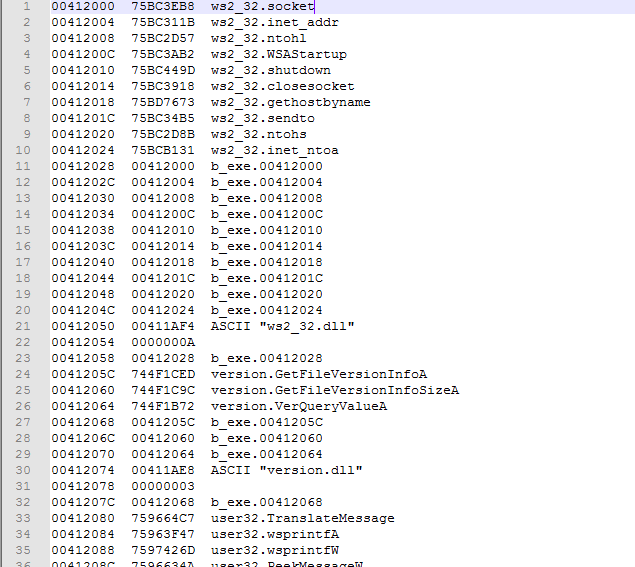 1 00412000 75BC3EB8 ws2_32.socket
2 00412004 75BC311B ws2_32.inet_addr
3 00412008 75BC2D57 ws2_32.ntohl
4 0041200C 75BC3AB2 ws2_32.WSAStartup
5 00412010 75BC449D ws2_32.shutdown
6 00412014 75BC3918 ws2_32.closesocket
7 00412018 75BD7673 ws2_32.gethostbyname
8 0041201C 75BC34B5 ws2_32.sendto
9 00412020 75BC2D8B ws2_32.ntohs
10 00412024 75BCB131 ws2_32.inet_ntoa
11 00412028 00412000 b_exe.00412000
12 0041202C 00412004 b_exe.00412004
13 00412030 00412008 b_exe.00412008
14 00412034 0041200C b_exe.0041200C
15 00412038 00412010 b_exe.00412010
16 0041203C 00412014 b_exe.00412014
17 00412040 00412018 b_exe.00412018
18 00412044 0041201C b_exe.0041201C
19 00412048 00412020 b_exe.00412020
20 0041204C 00412024 b_exe.00412024
21 00412050 00411AF4 ASCII "ws2_32.dll"
22 00412054 0000000A
23 00412058 00412028 b_exe.00412028
24 0041205C 744F1CED version.GetFileVersionInfoA
25 00412060 744F1C9C version.GetFileVersionInfoSizeA
26 00412064 744F1B72 version.VerQueryValueA
27 00412068 0041205C b_exe.0041205C
28 0041206C 00412060 b_exe.00412060
29 00412070 00412064 b_exe.00412064
30 00412074 00411AE8 ASCII "version.dll"
31 00412078 00000003
32 0041207C 00412068 b_exe.00412068
33 00412080 759664C7 user32.TranslateMessage
34 00412084 75963F47 user32.wsprintfA
35 00412088 7597426D user32.wsprintfW
36 0041208C 7596634A user32.PeekMessageW